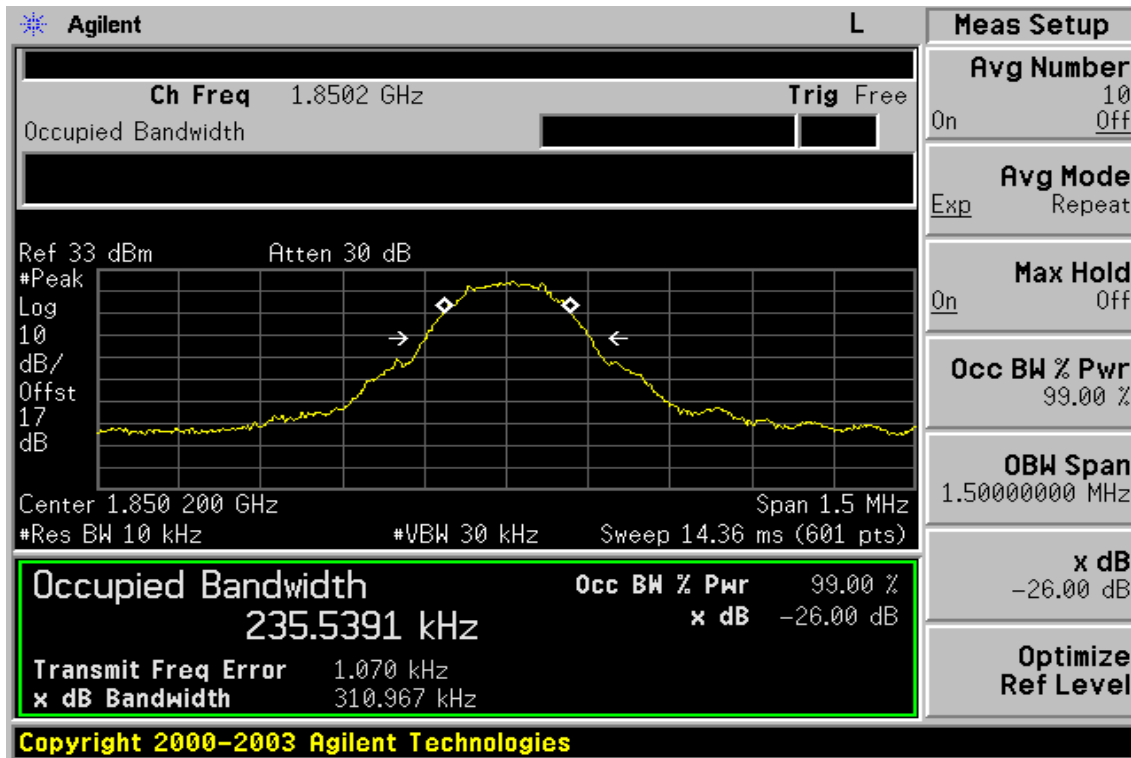 Agilent L
Ch Freq 1.8502 GHz Trig Free
Occupied Bandwidth
Ref 33 dBm Atten 30 dB
#Peak
Log
10
dB/
Offst
17
dB
Center 1.850 200 GHz Span 1.5 MHz
#Res BW 10 kHz #VBW 30 kHz Sweep 14.36 ms (601 pts)
Occupied Bandwidth Occ BW % Pwr 99.00 %
235.5391 kHz x dB -26.00 dB
Transmit Freq Error 1.070 kHz
x dB Bandwidth 310.967 kHz
Copyright 2000-2003 Agilent Technologies
Meas Setup
Avg Number
10
On Off
Avg Mode
Exp Repeat
Max Hold
On Off
Occ BW % Pwr
99.00 %
OBW Span
1.50000000 MHz
x dB
-26.00 dB
Optimize
Ref Level